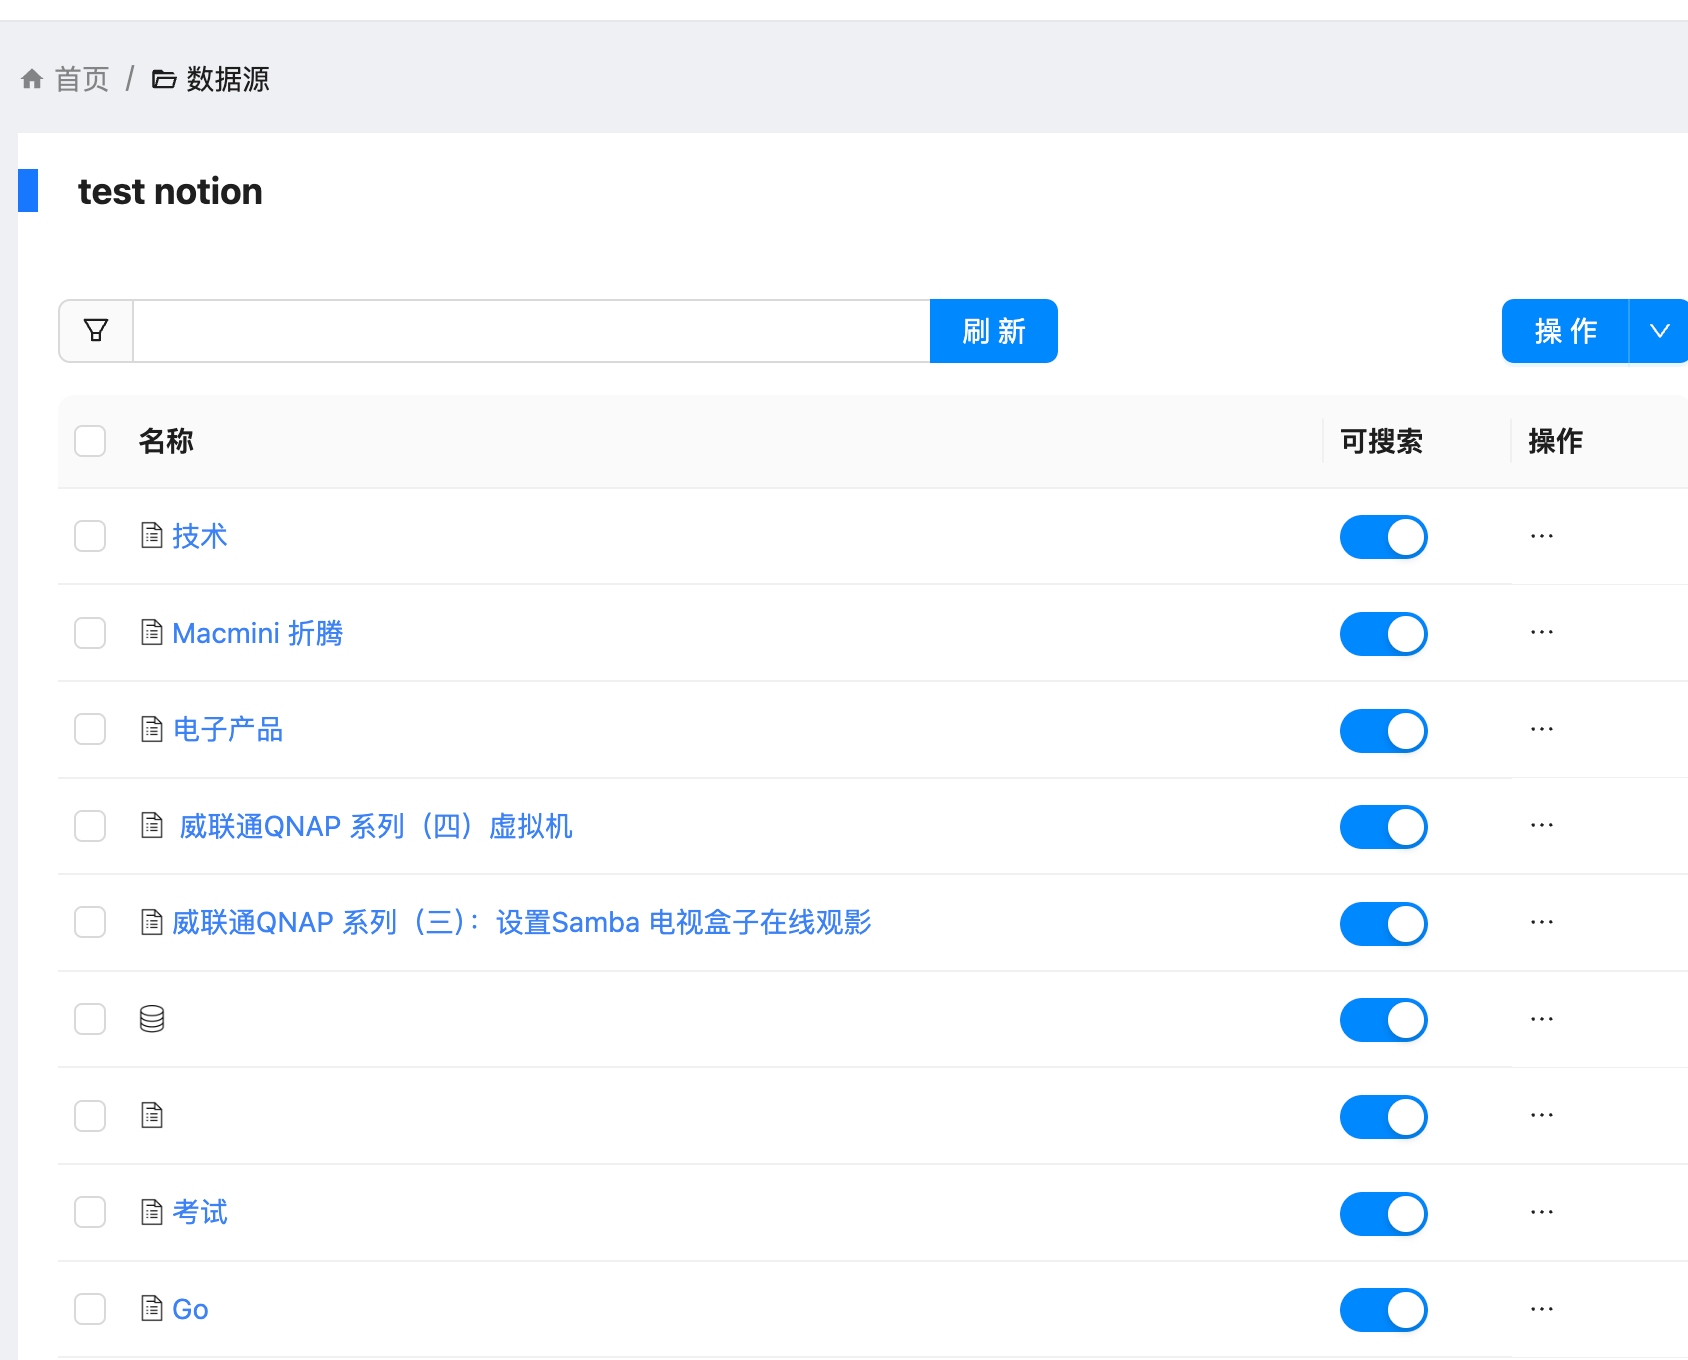 首页 / 数据源
test notion
刷 新
操 作
名称 可搜索 操作
技术 ···
Macmini 折腾 ···
电子产品 ···
威联通QNAP 系列（四）虚拟机 ···
威联通QNAP 系列（三）：设置Samba 电视盒子在线观影 ···
···
···
考试 ···
Go ···